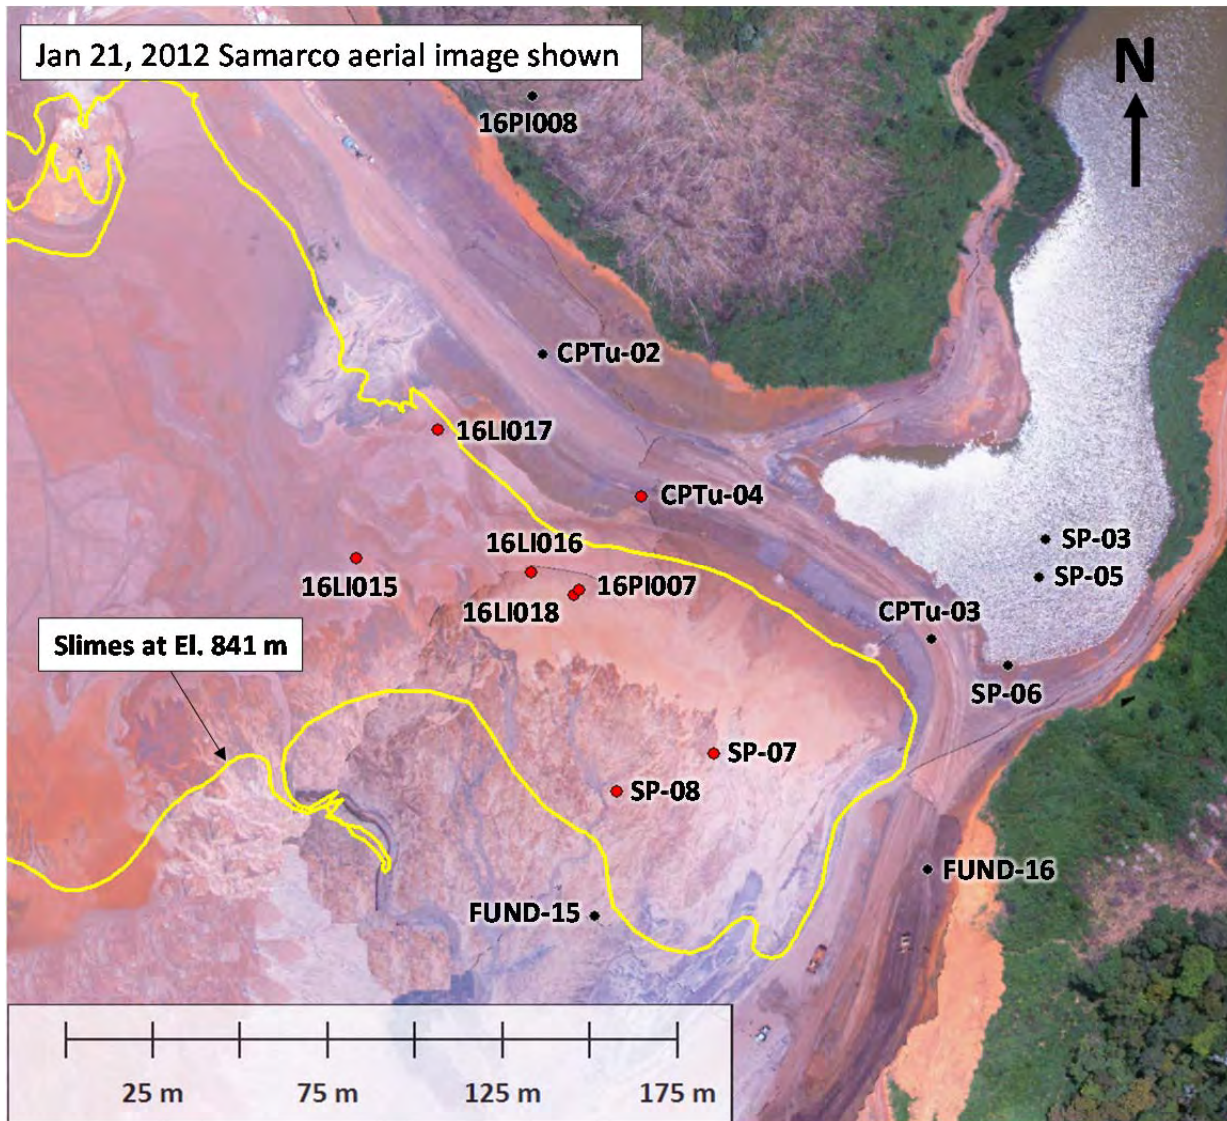 Jan 21, 2012 Samarco aerial image shown
N
16PI008
CPTu-02
16LI017
CPTu-04
SP-03
16LI016
SP-05
16LI015
16PI007
16LI018
CPTu-03
Slimes at El. 841 m
SP-06
SP-07
SP-08
FUND-16
FUND-15
25 m 75 m 125 m 175 m